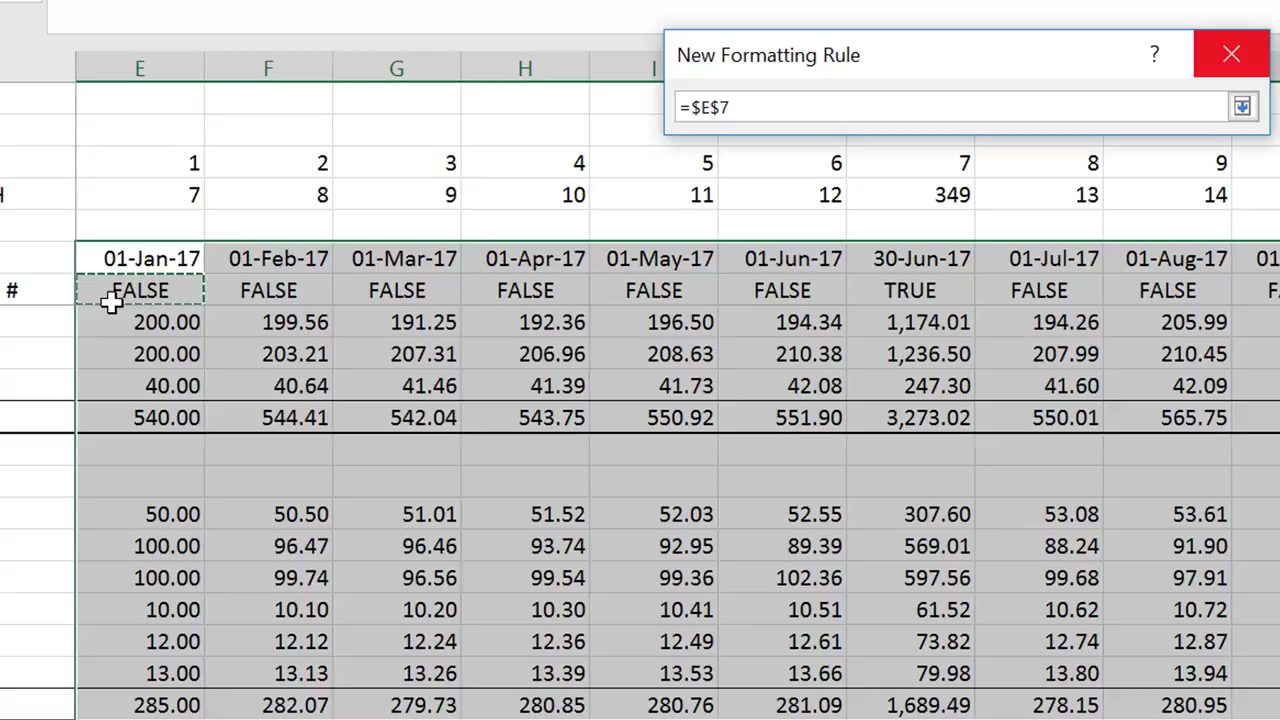 New Formatting Rule ?
=$E$7
E F G H I
1 2 3 4 5 6 7 8 9
H 7 8 9 10 11 12 349 13 14
01-Jan-17 01-Feb-17 01-Mar-17 01-Apr-17 01-May-17 01-Jun-17 30-Jun-17 01-Jul-17 01-Aug-17 01
# FALSE FALSE FALSE FALSE FALSE FALSE TRUE FALSE FALSE FA
200.00 199.56 191.25 192.36 196.50 194.34 1,174.01 194.26 205.99
200.00 203.21 207.31 206.96 208.63 210.38 1,236.50 207.99 210.45
40.00 40.64 41.46 41.39 41.73 42.08 247.30 41.60 42.09
540.00 544.41 542.04 543.75 550.92 551.90 3,273.02 550.01 565.75
50.00 50.50 51.01 51.52 52.03 52.55 307.60 53.08 53.61
100.00 96.47 96.46 93.74 92.95 89.39 569.01 88.24 91.90
100.00 99.74 96.56 99.54 99.36 102.36 597.56 99.68 97.91
10.00 10.10 10.20 10.30 10.41 10.51 61.52 10.62 10.72
12.00 12.12 12.24 12.36 12.49 12.61 73.82 12.74 12.87
13.00 13.13 13.26 13.39 13.53 13.66 79.98 13.80 13.94
285.00 282.07 279.73 280.85 280.76 281.09 1,689.49 278.15 280.95